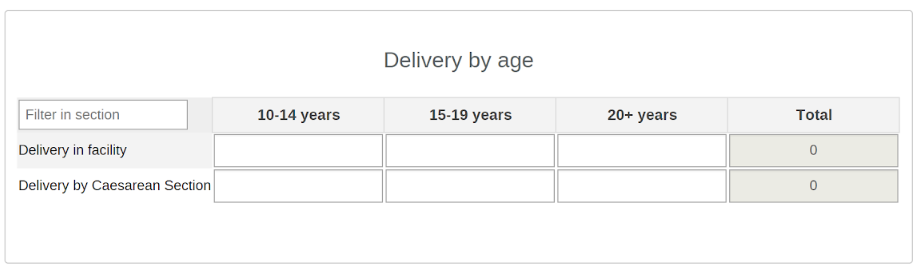 Delivery by age
Filter in section 10-14 years 15-19 years 20+ years Total
Delivery in facility 0
Delivery by Caesarean Section 0